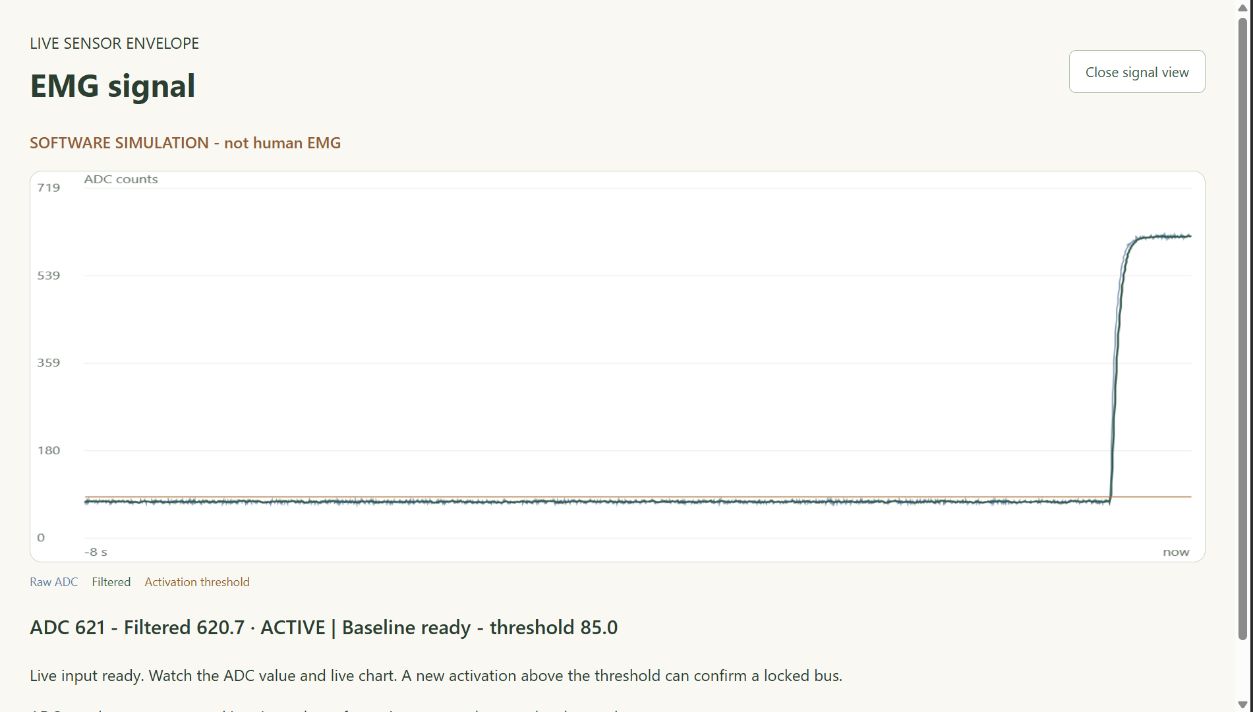 LIVE SENSOR ENVELOPE
EMG signal
Close signal view
SOFTWARE SIMULATION - not human EMG
ADC counts
719
539
359
180
0
-8 s
now
Raw ADC Filtered Activation threshold
ADC 621 - Filtered 620.7 · ACTIVE | Baseline ready - threshold 85.0
Live input ready. Watch the ADC value and live chart. A new activation above the threshold can confirm a locked bus.